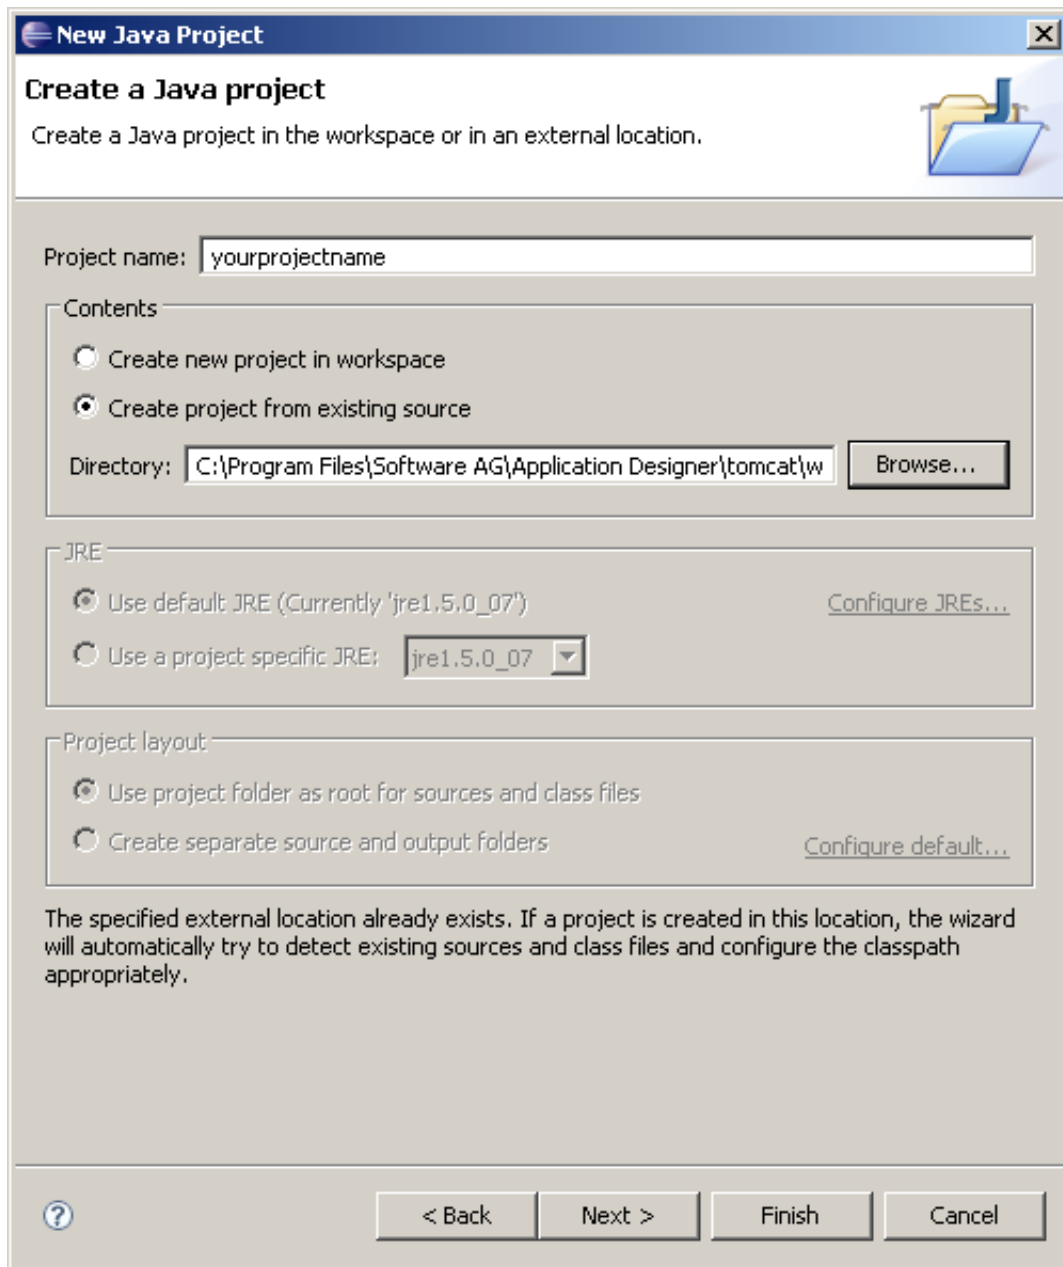 New Java Project
Create a Java project
Create a Java project in the workspace or in an external location.
Project name: yourprojectname
Contents
Create new project in workspace
Create project from existing source
Directory: C:\Program Files\Software AG\Application Designer\tomcat\w Browse...
JRE
Use default JRE (Currently 'jre1.5.0_07') Configure JREs...
Use a project specific JRE: jre1.5.0_07
Project layout
Use project folder as root for sources and class files
Create separate source and output folders Configure default...
The specified external location already exists. If a project is created in this location, the wizard
will automatically try to detect existing sources and class files and configure the classpath
appropriately.
? < Back Next > Finish Cancel